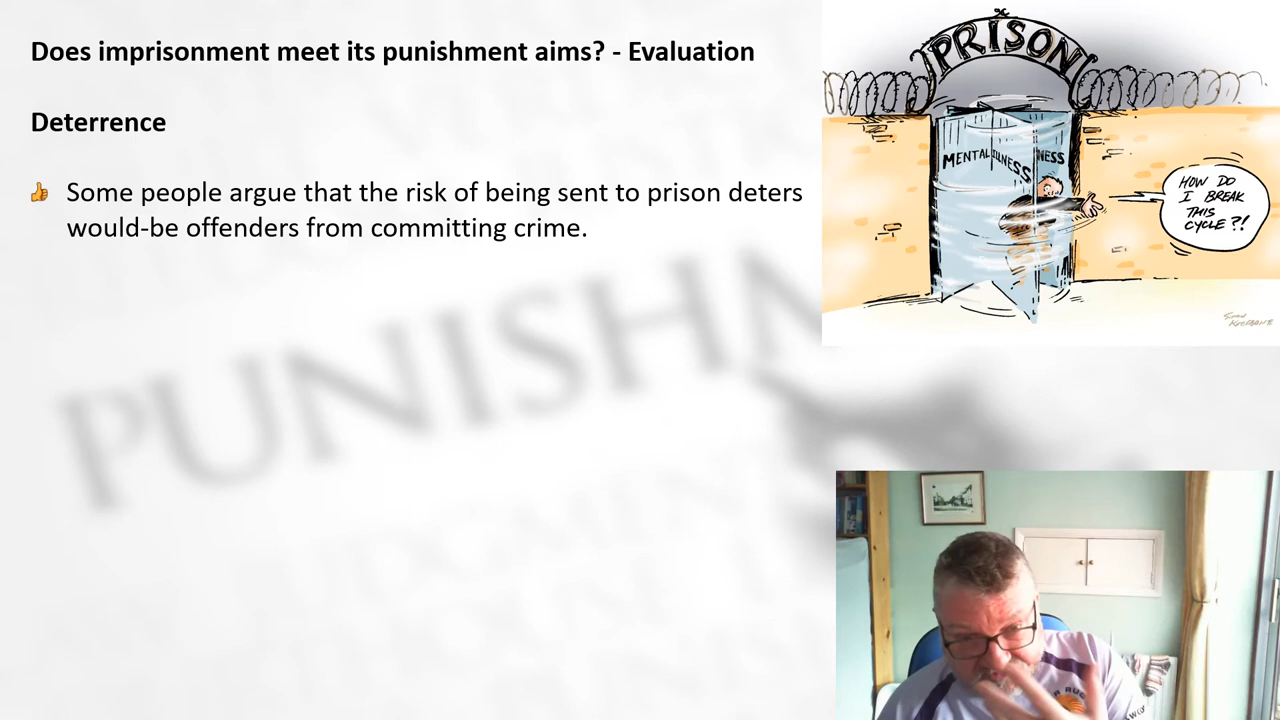 Does imprisonment meet its punishment aims? - Evaluation
Deterrence
Some people argue that the risk of being sent to prison deters
would-be offenders from committing crime.
PRISON
MENTAL ILLNESS
NESS
HOW DO
I BREAK
THIS
CYCLE ?!
PUNISHM